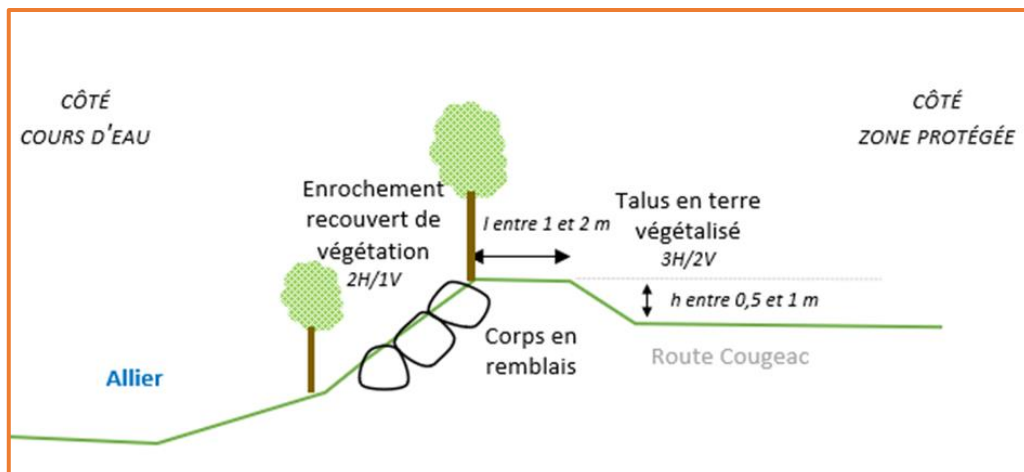 CÔTÉ
COURS D'EAU
CÔTÉ
ZONE PROTÉGÉE
Enrochement
recouvert de
végétation
2H/1V
l entre 1 et 2 m
Talus en terre
végétalisé
3H/2V
h entre 0,5 et 1 m
Corps en
remblais
Route Cougeac
Allier